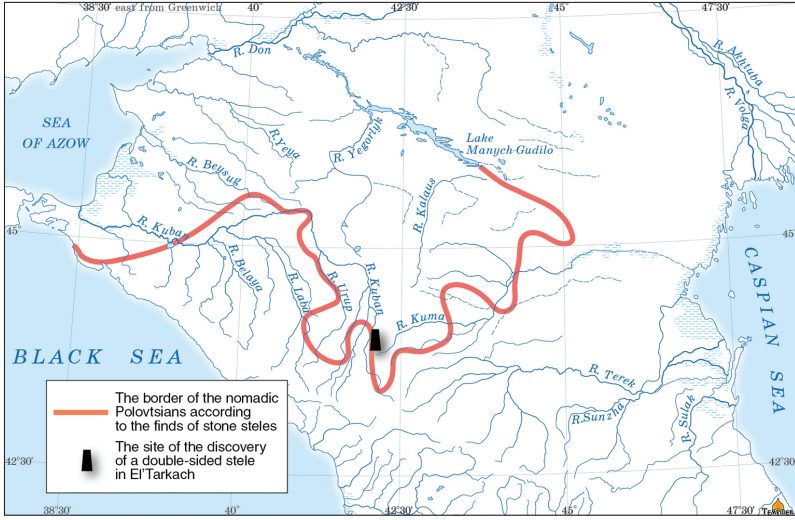 38°30' east from Greenwich
40°
42°30'
45°
47°30'
R. Don
R. Akhtuba
R. Volga
SEA
OF AZOW
R.Yeya
R. Yegorlyk
Lake
Manych-Gudilo
R. Beysug
R. Kalaus
R. Kuban
45°
45°
R. Belaya
R. Laba
R. Urup
R. Kuban
R. Kuma
CASPIAN SEA
BLACK SEA
R. Terek
R.Sunzha
R. Sulak
The border of the nomadic
Polovtsians according
to the finds of stone steles
The site of the discovery
of a double-sided stele
in El'Tarkach
42°30'
42°30'
38°30'
40°
42°30'
45°
47°30'